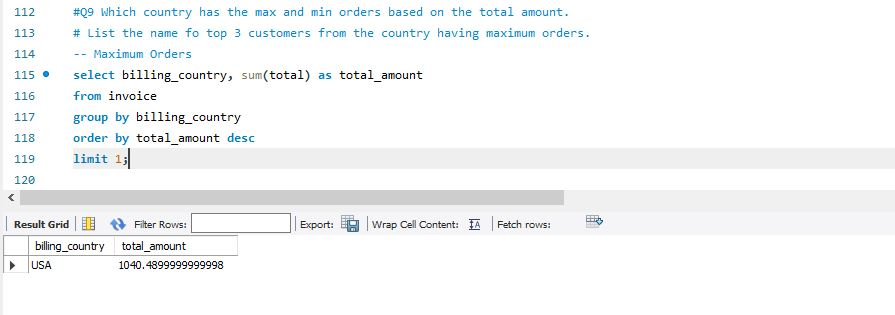 112 #Q9 Which country has the max and min orders based on the total amount.
113 # List the name fo top 3 customers from the country having maximum orders.
114 -- Maximum Orders
115 select billing_country, sum(total) as total_amount
116 from invoice
117 group by billing_country
118 order by total_amount desc
119 limit 1;
120
Result Grid Filter Rows: Export: Wrap Cell Content: IA Fetch rows:
billing_country total_amount
USA 1040.4899999999998